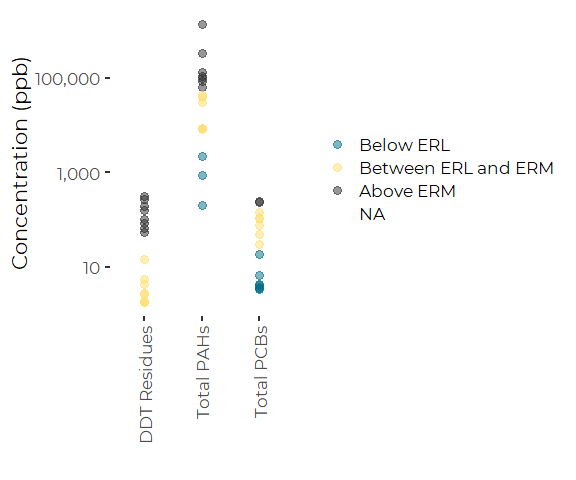 Concentration (ppb)
100,000
1,000
10
DDT Residues
Total PAHs
Total PCBs
Below ERL
Between ERL and ERM
Above ERM
NA